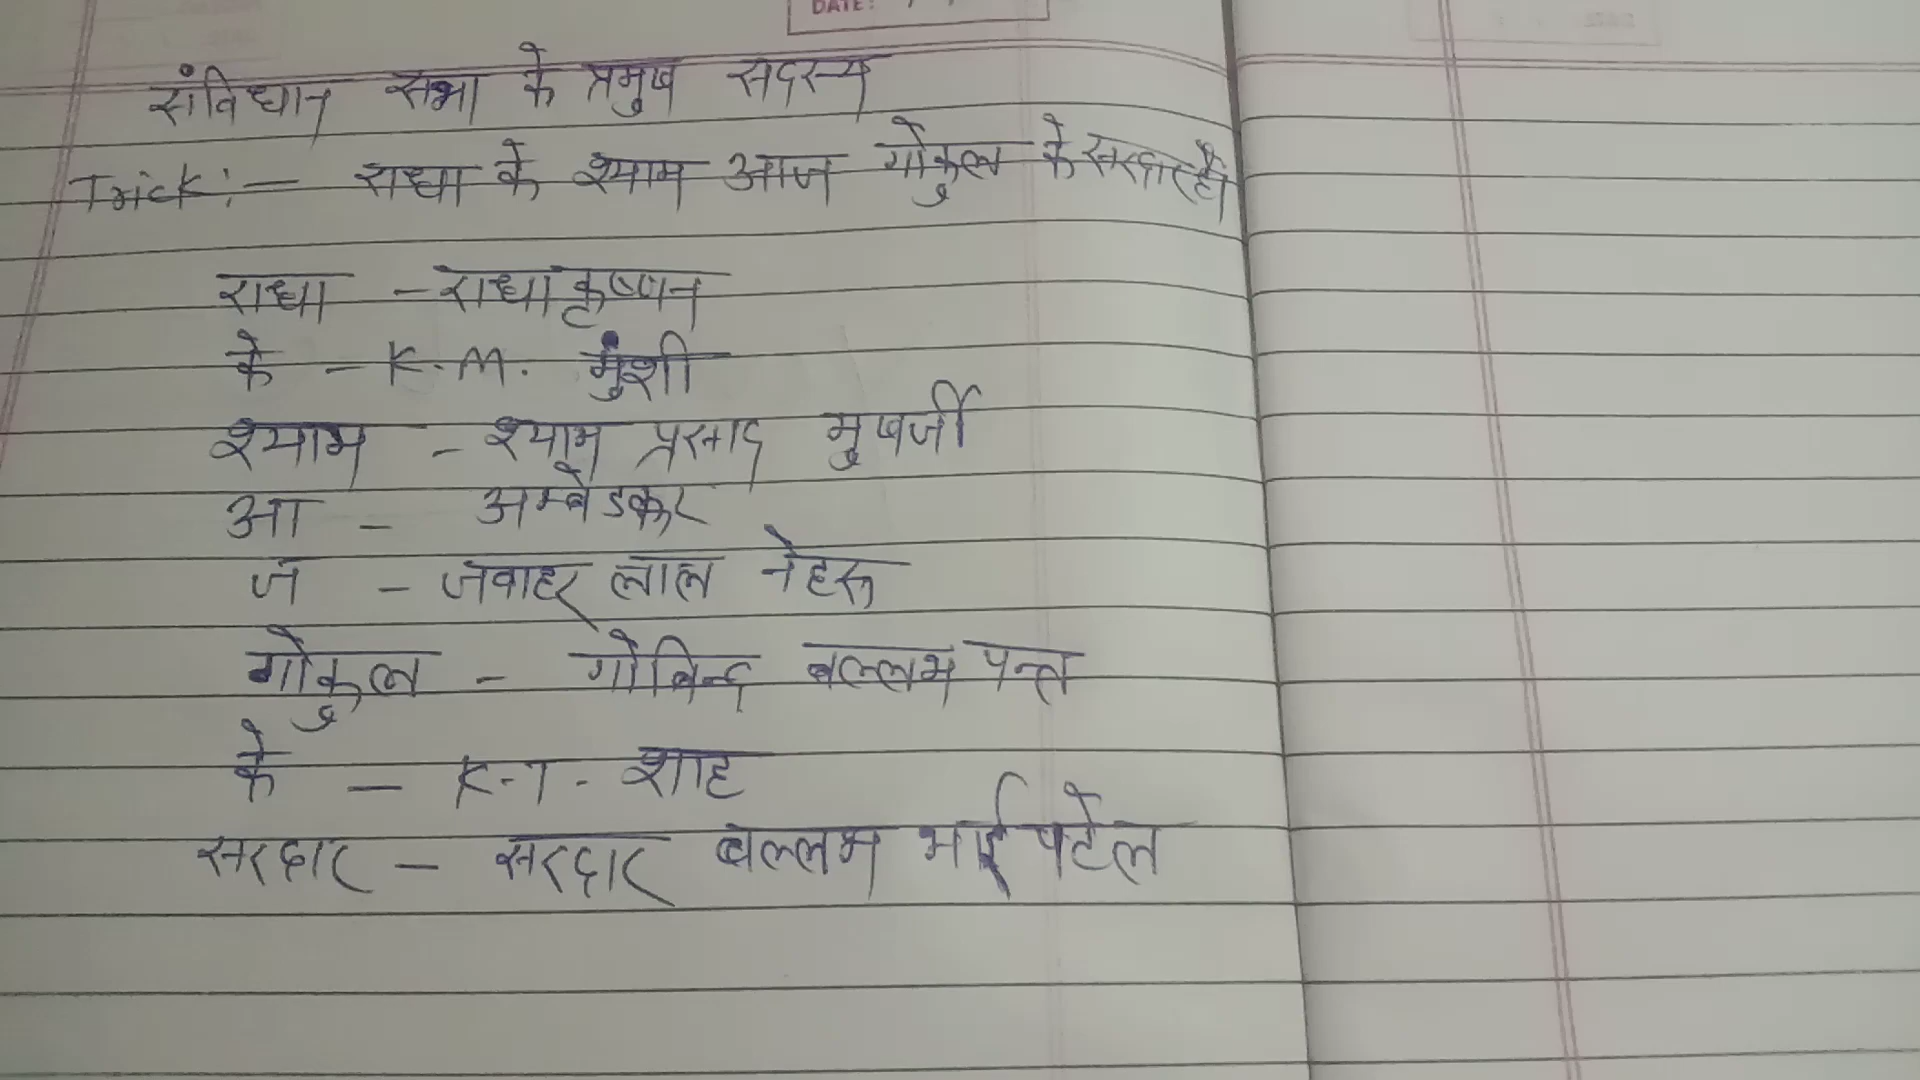 DATE:
संविधान सभा के प्रमुख सदस्य
Trick:- राधा के श्याम आज गोकुल के सरदार है
राधा - राधाकृष्णन
के - K.M. मुंशी
श्याम - श्याम प्रसाद मुखर्जी
आ - अम्बेडकर
ज - जवाहर लाल नेहरू
गोकुल - गोबिन्द बल्लभ पन्त
के - K.T. शाह
सरदार - सरदार बल्लभ भाई पटेल